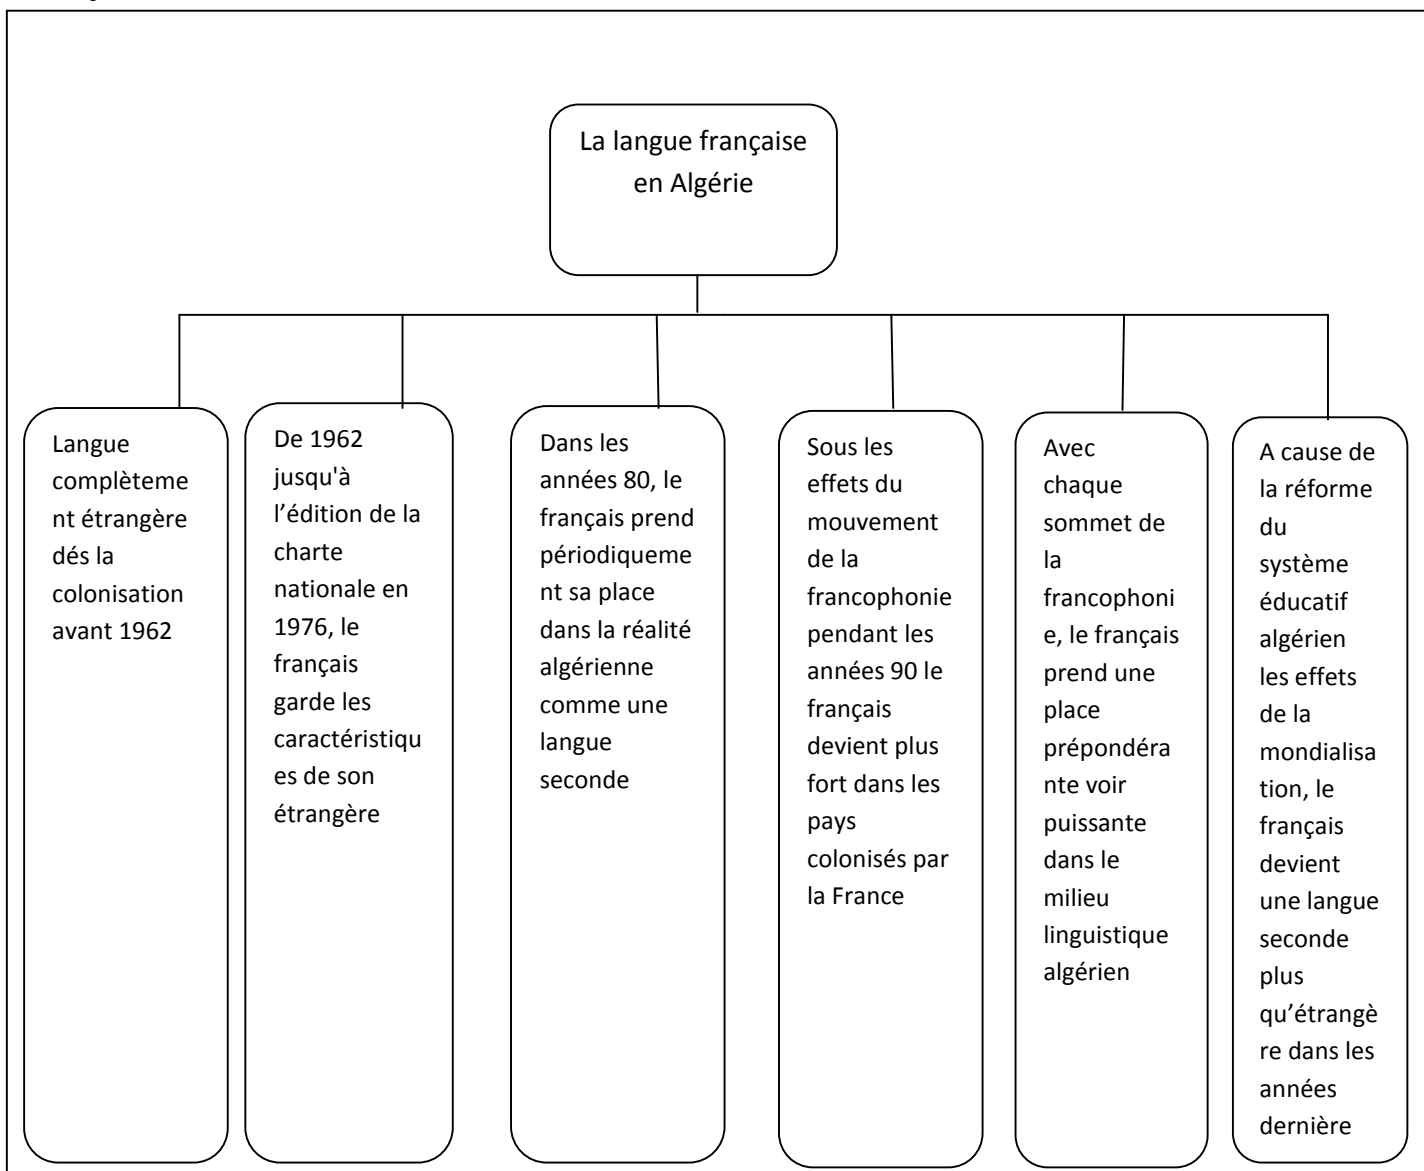 La langue française
en Algérie
Langue
complèteme
nt étrangère
dés la
colonisation
avant 1962
De 1962
jusqu'à
l’édition de la
charte
nationale en
1976, le
français
garde les
caractéristiqu
es de son
étrangère
Dans les
années 80, le
français prend
périodiqueme
nt sa place
dans la réalité
algérienne
comme une
langue
seconde
Sous les
effets du
mouvement
de la
francophonie
pendant les
années 90 le
français
devient plus
fort dans les
pays
colonisés par
la France
Avec
chaque
sommet de
la
francophoni
e, le français
prend une
place
prépondéra
nte voir
puissante
dans le
milieu
linguistique
algérien
A cause de
la réforme
du
système
éducatif
algérien
les effets
de la
mondialisa
tion, le
français
devient
une langue
seconde
plus
qu’étrangè
re dans les
années
dernière